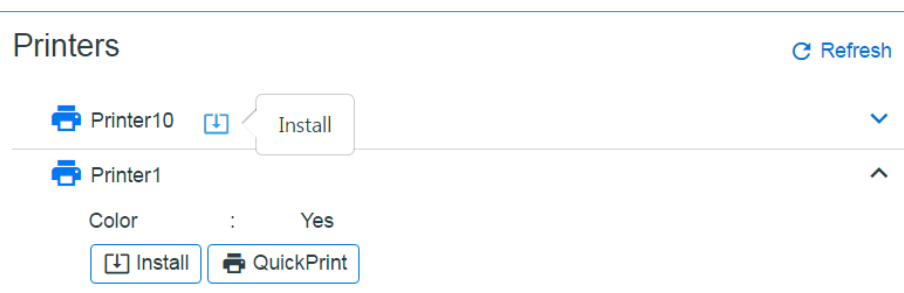 Printers
Refresh
Printer10
Install
Printer1
Color : Yes
Install QuickPrint